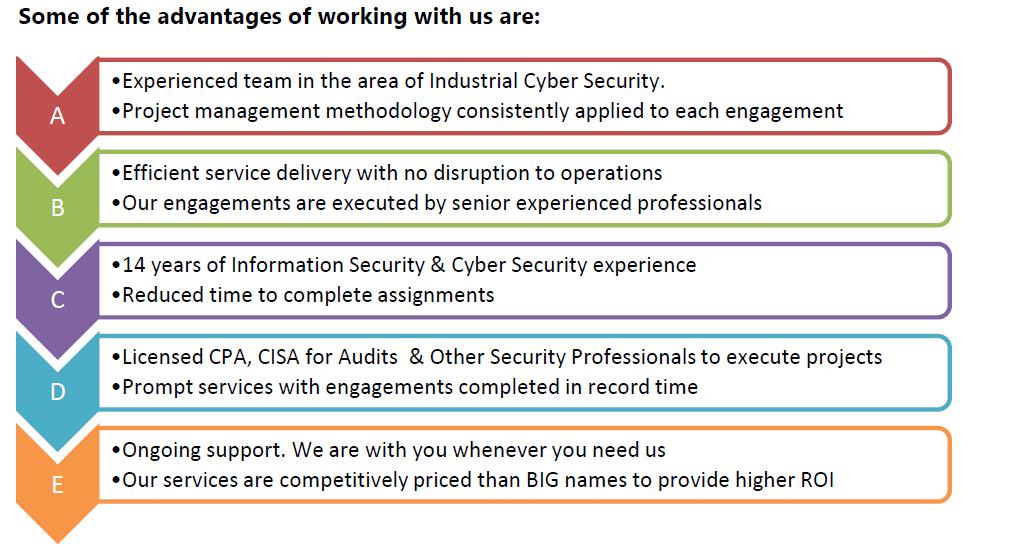 Some of the advantages of working with us are:
A
•Experienced team in the area of Industrial Cyber Security.
•Project management methodology consistently applied to each engagement
B
•Efficient service delivery with no disruption to operations
•Our engagements are executed by senior experienced professionals
C
•14 years of Information Security & Cyber Security experience
•Reduced time to complete assignments
D
•Licensed CPA, CISA for Audits  & Other Security Professionals to execute projects
•Prompt services with engagements completed in record time
E
•Ongoing support. We are with you whenever you need us
•Our services are competitively priced than BIG names to provide higher ROI